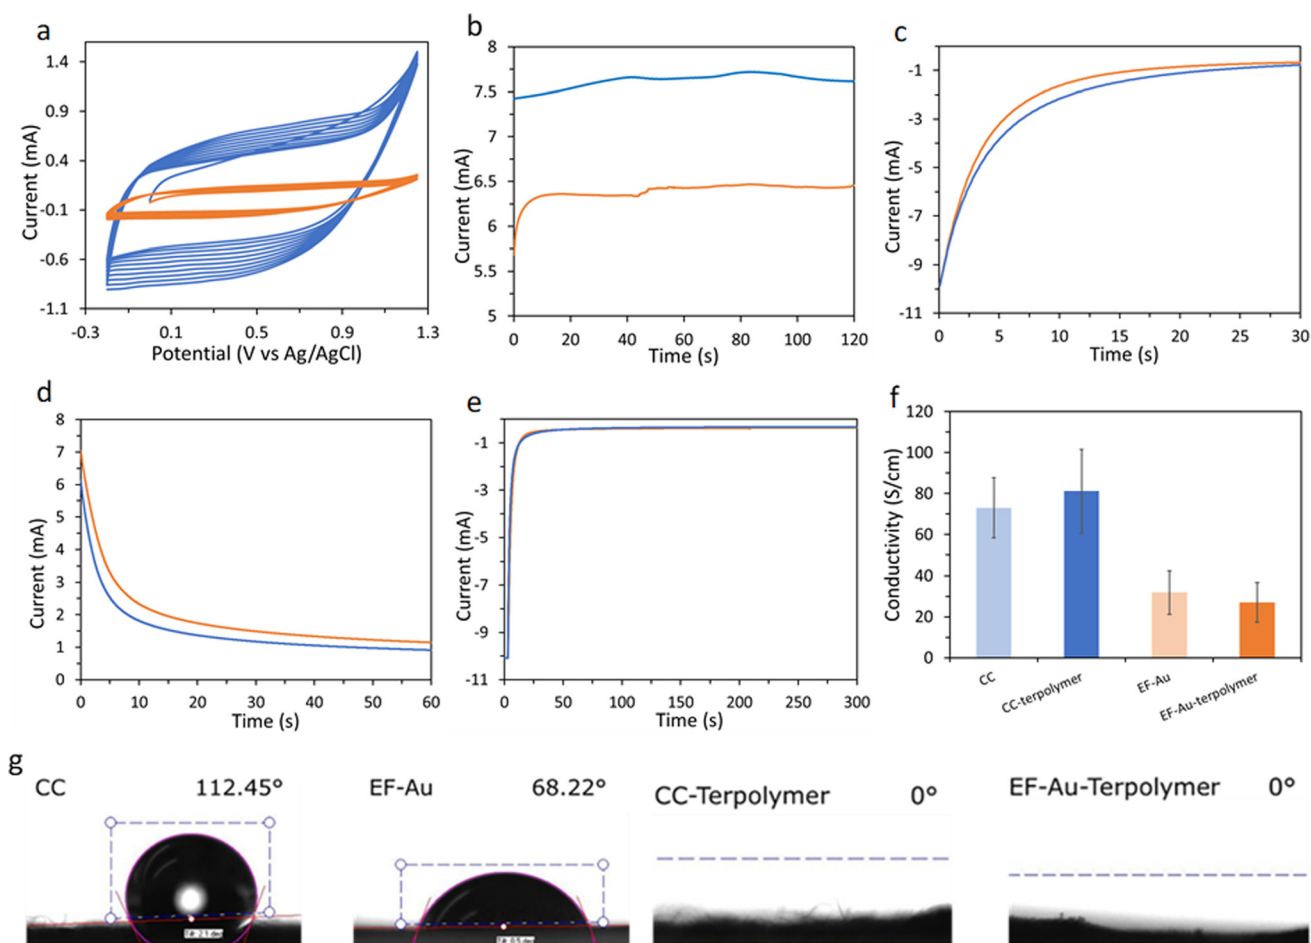 a
1.4
0.9
0.4
-0.1
-0.6
-1.1
-0.3
0.1
0.5
0.9
1.3
Current (mA)
Potential (V vs Ag/AgCl)
b
8
7.5
7
6.5
6
5.5
5
0
20
40
60
80
100
120
Current (mA)
Time (s)
c
-1
-3
-5
-7
-9
-11
0
5
10
15
20
25
30
Current (mA)
Time (s)
d
8
7
6
5
4
3
2
1
0
0
10
20
30
40
50
60
Current (mA)
Time (s)
e
-1
-3
-5
-7
-9
-11
0
50
100
150
200
250
300
Current (mA)
Time (s)
f
120
100
80
60
40
20
0
Conductivity (S/cm)
CC
CC-terpolymer
EF-Au
EF-Au-terpolymer
g
CC 112.45°
EF-Au 68.22°
CC-Terpolymer 0°
EF-Au-Terpolymer 0°